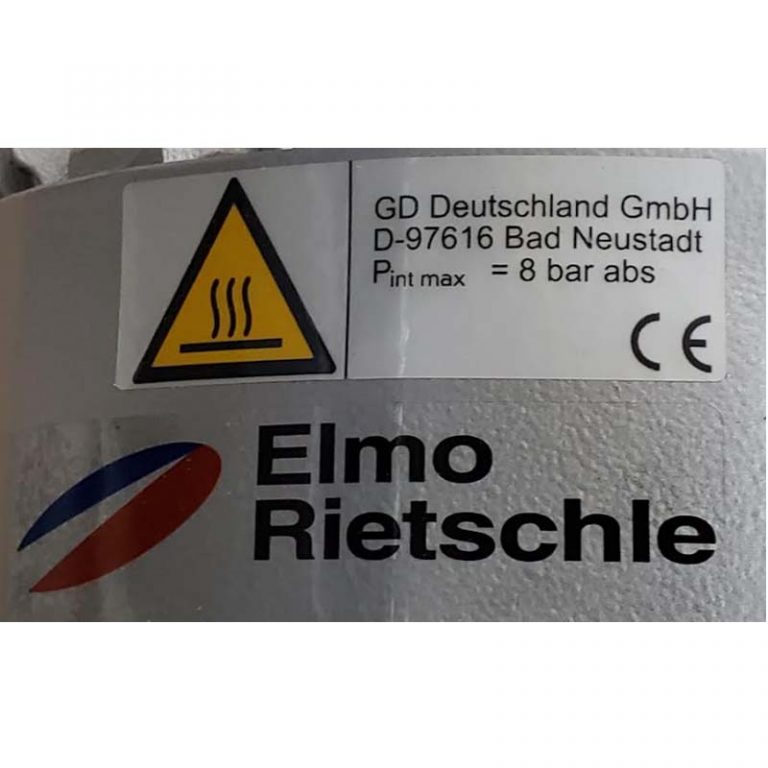 GD Deutschland GmbH
D-97616 Bad Neustadt
Pint max = 8 bar abs
CE
Elmo
Rietschle